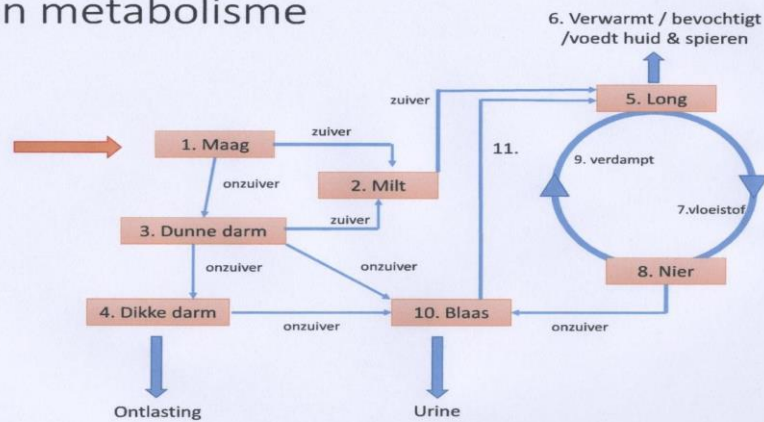 n metabolisme
6. Verwarmt / bevochtigt
/voedt huid & spieren
zuiver
5. Long
zuiver
1. Maag
11.
9. verdampt
onzuiver
2. Milt
7.vloeistof
zuiver
3. Dunne darm
onzuiver
onzuiver
8. Nier
4. Dikke darm
10. Blaas
onzuiver
onzuiver
Ontlasting
Urine